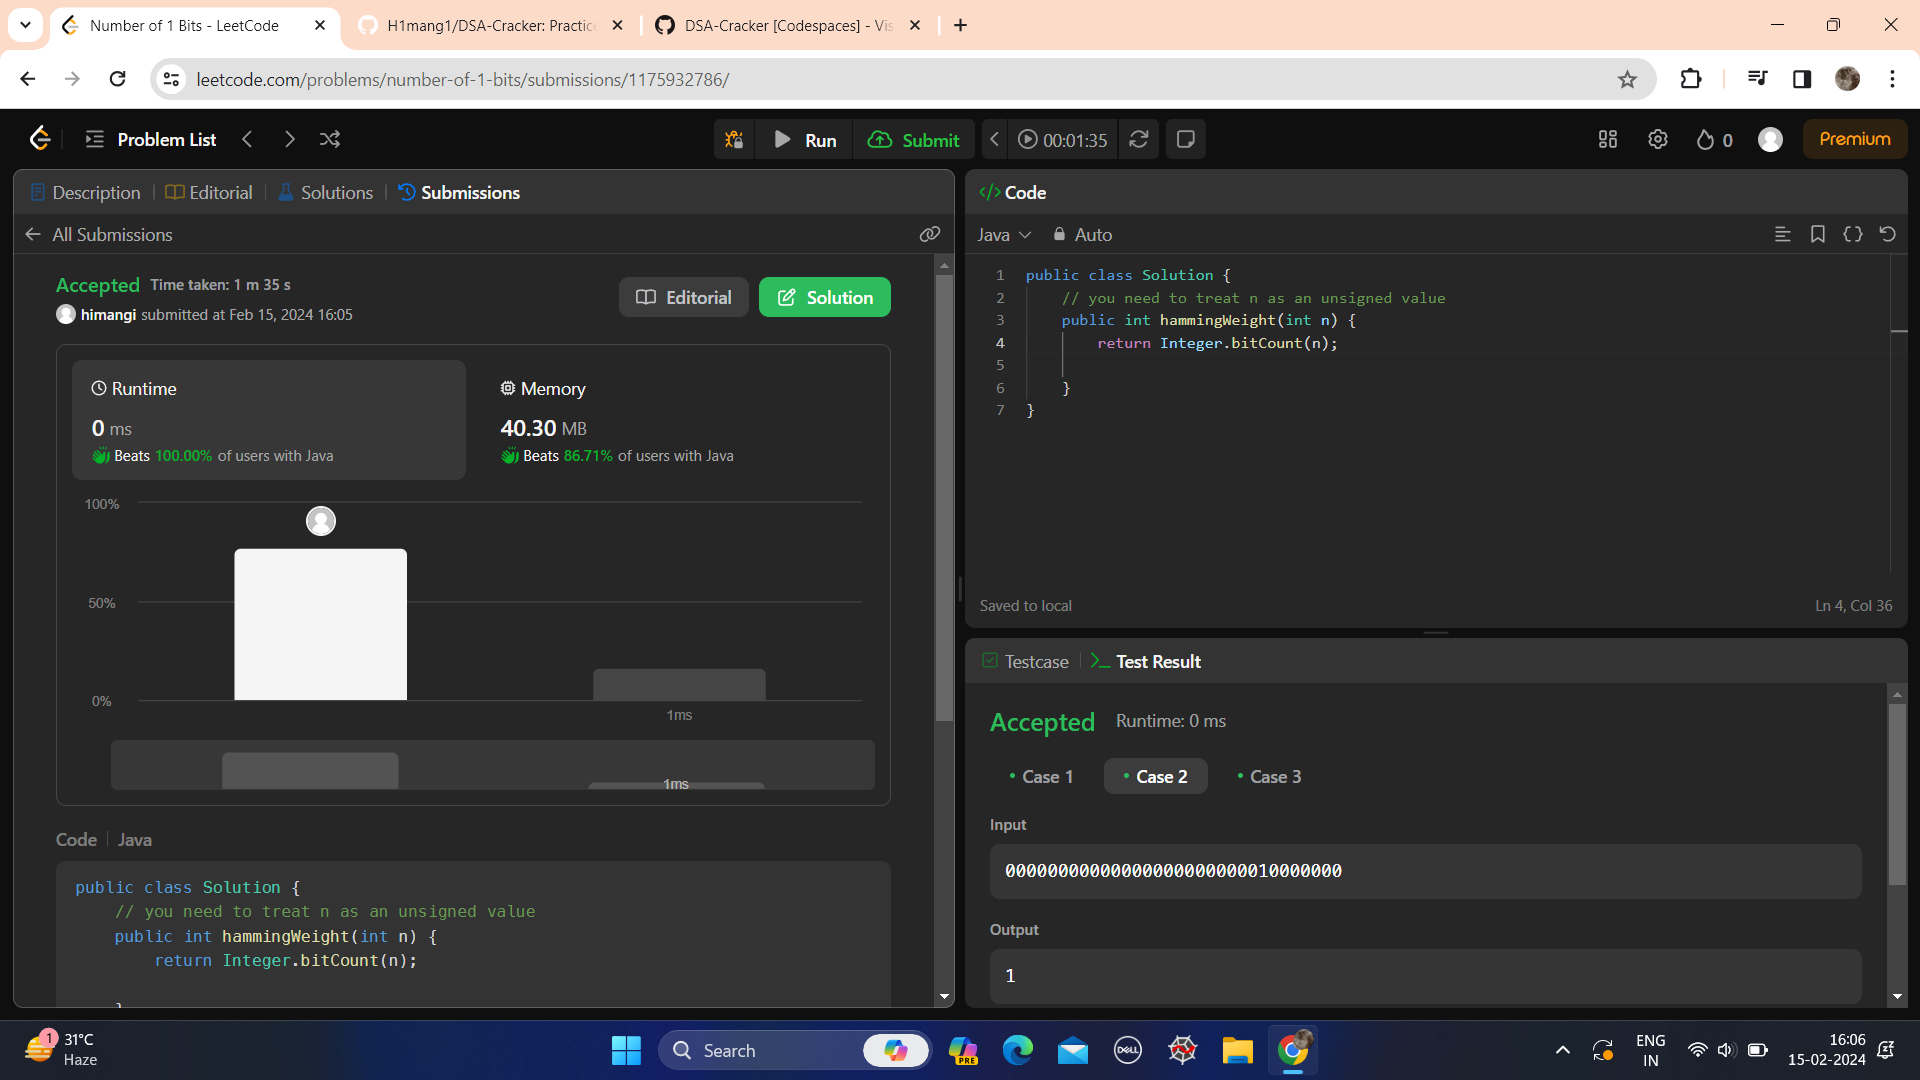 Number of 1 Bits - LeetCode
H1mang1/DSA-Cracker: Practic
DSA-Cracker [Codespaces] - Vis
leetcode.com/problems/number-of-1-bits/submissions/1175932786/
Problem List
Run
Submit
00:01:35
0
Premium
Description
Editorial
Solutions
Submissions
All Submissions
Accepted
Time taken: 1 m 35 s
himangi submitted at Feb 15, 2024 16:05
Editorial
Solution
Runtime
0 ms
Beats 100.00% of users with Java
Memory
40.30 MB
Beats 86.71% of users with Java
100%
50%
0%
1ms
1ms
Code
Java
public class Solution {
// you need to treat n as an unsigned value
public int hammingWeight(int n) {
return Integer.bitCount(n);
Code
Java
Auto
1 public class Solution {
2 // you need to treat n as an unsigned value
3 public int hammingWeight(int n) {
4 return Integer.bitCount(n);
5
6 }
7 }
Saved to local
Ln 4, Col 36
Testcase
Test Result
Accepted
Runtime: 0 ms
Case 1
Case 2
Case 3
Input
00000000000000000000000010000000
Output
1
1
31°C
Haze
Search
PRE
DELL
ENG
IN
16:06
15-02-2024